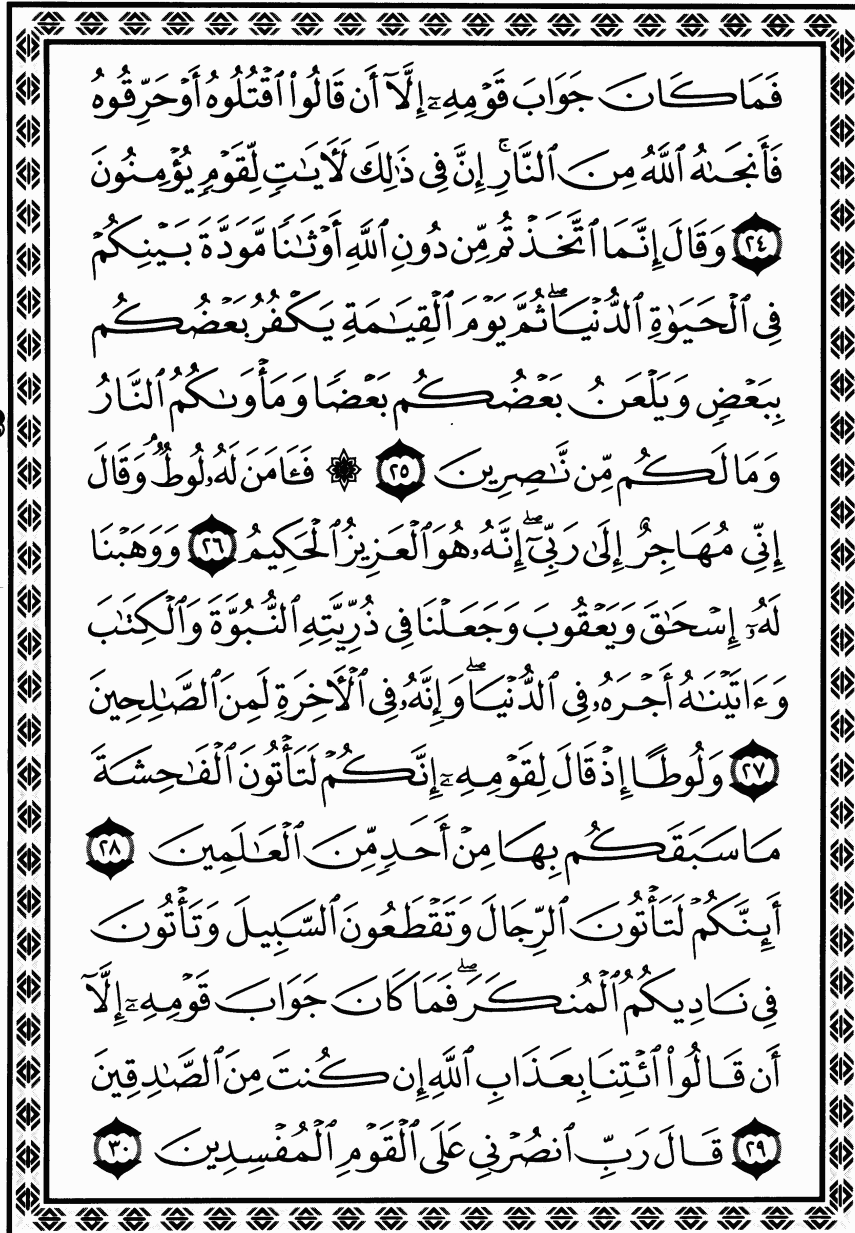 فَمَا كَانَ جَوَابَ قَوْمِهِۦٓ إِلَّآ أَن قَالُوا۟ ٱقْتُلُوهُ أَوْ حَرِّقُوهُ
فَأَنجَىٰهُ ٱللَّهُ مِنَ ٱلنَّارِ ۚ إِنَّ فِى ذَٰلِكَ لَـَٔايَـٰتٍ لِّقَوْمٍ يُؤْمِنُونَ
٢٤ وَقَالَ إِنَّمَا ٱتَّخَذْتُم مِّن دُونِ ٱللَّهِ أَوْثَـٰنًا مَّوَدَّةَ بَيْنِكُمْ
فِى ٱلْحَيَوٰةِ ٱلدُّنْيَا ۖ ثُمَّ يَوْمَ ٱلْقِيَـٰمَةِ يَكْفُرُ بَعْضُكُم
بِبَعْضٍ وَيَلْعَنُ بَعْضُكُم بَعْضًا وَمَأْوَىٰكُمُ ٱلنَّارُ
وَمَا لَكُم مِّن نَّـٰصِرِينَ ٢٥ ۞ فَـَٔامَنَ لَهُۥ لُوطٌ ۘ وَقَالَ
إِنِّى مُهَاجِرٌ إِلَىٰ رَبِّىٓ ۖ إِنَّهُۥ هُوَ ٱلْعَزِيزُ ٱلْحَكِيمُ ٢٦ وَوَهَبْنَا
لَهُۥٓ إِسْحَـٰقَ وَيَعْقُوبَ وَجَعَلْنَا فِى ذُرِّيَّتِهِ ٱلنُّبُوَّةَ وَٱلْكِتَـٰبَ
وَءَاتَيْنَـٰهُ أَجْرَهُۥ فِى ٱلدُّنْيَا ۖ وَإِنَّهُۥ فِى ٱلْـَٔاخِرَةِ لَمِنَ ٱلصَّـٰلِحِينَ
٢٧ وَلُوطًا إِذْ قَالَ لِقَوْمِهِۦٓ إِنَّكُمْ لَتَأْتُونَ ٱلْفَـٰحِشَةَ
مَا سَبَقَكُم بِهَا مِنْ أَحَدٍ مِّنَ ٱلْعَـٰلَمِينَ ٢٨
أَئِنَّكُمْ لَتَأْتُونَ ٱلرِّجَالَ وَتَقْطَعُونَ ٱلسَّبِيلَ وَتَأْتُونَ
فِى نَادِيكُمُ ٱلْمُنكَرَ ۖ فَمَا كَانَ جَوَابَ قَوْمِهِۦٓ إِلَّآ
أَن قَالُوا۟ ٱئْتِنَا بِعَذَابِ ٱللَّهِ إِن كُنتَ مِنَ ٱلصَّـٰدِقِينَ
٢٩ قَالَ رَبِّ ٱنصُرْنِى عَلَى ٱلْقَوْمِ ٱلْمُفْسِدِينَ ٣٠